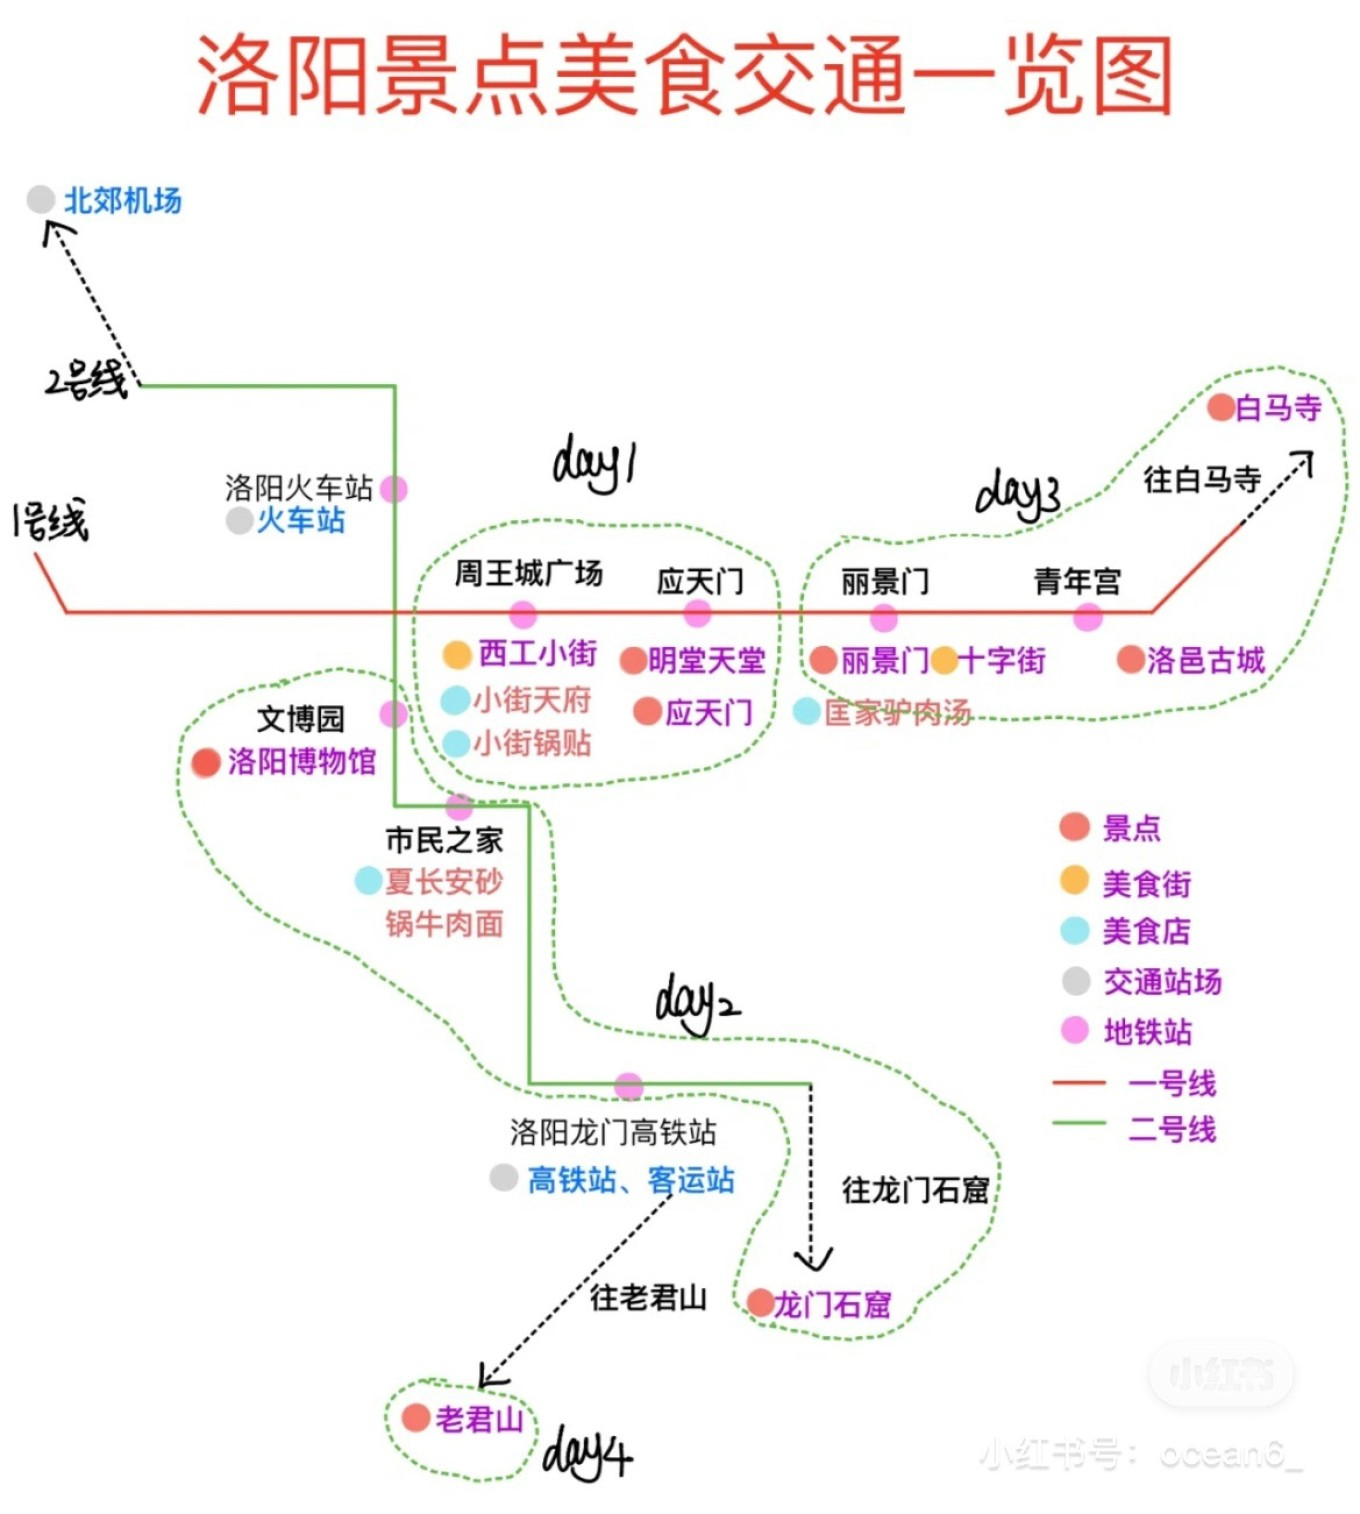 洛阳景点美食交通一览图
北郊机场
2号线
day1
白马寺
往白马寺
day3
洛阳火车站
火车站
1号线
周王城广场
应天门
丽景门
青年宫
西工小街
明堂天堂
丽景门
十字街
洛邑古城
小街天府
应天门
匡家驴肉汤
小街锅贴
文博园
洛阳博物馆
市民之家
夏长安砂
锅牛肉面
景点
美食街
美食店
交通站场
地铁站
一号线
二号线
day2
洛阳龙门高铁站
高铁站、客运站
往龙门石窟
往老君山
龙门石窟
老君山
day4
小红书
小红书号：ocean6_